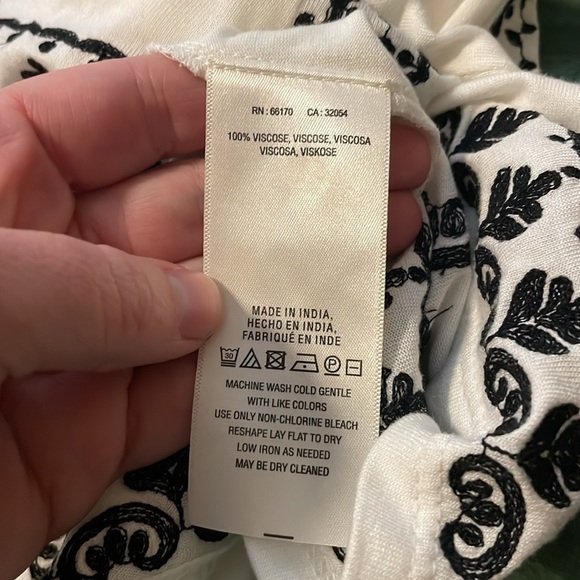 RN : 66170 CA : 32054
100% VISCOSE, VISCOSE, VISCOSA
VISCOSA, VISKOSE
MADE IN INDIA,
HECHO EN INDIA,
FABRIQUÉ EN INDE
30 P
MACHINE WASH COLD GENTLE
WITH LIKE COLORS
USE ONLY NON-CHLORINE BLEACH
RESHAPE LAY FLAT TO DRY
LOW IRON AS NEEDED
MAY BE DRY CLEANED